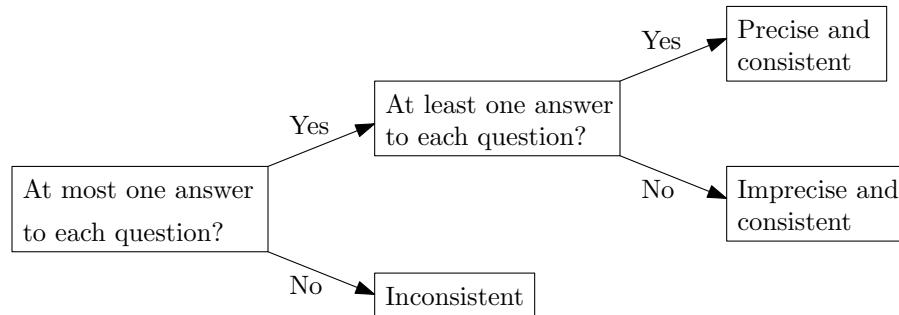 At most one answer
to each question?
Yes
No
At least one answer
to each question?
Inconsistent
Yes
No
Precise and
consistent
Imprecise and
consistent